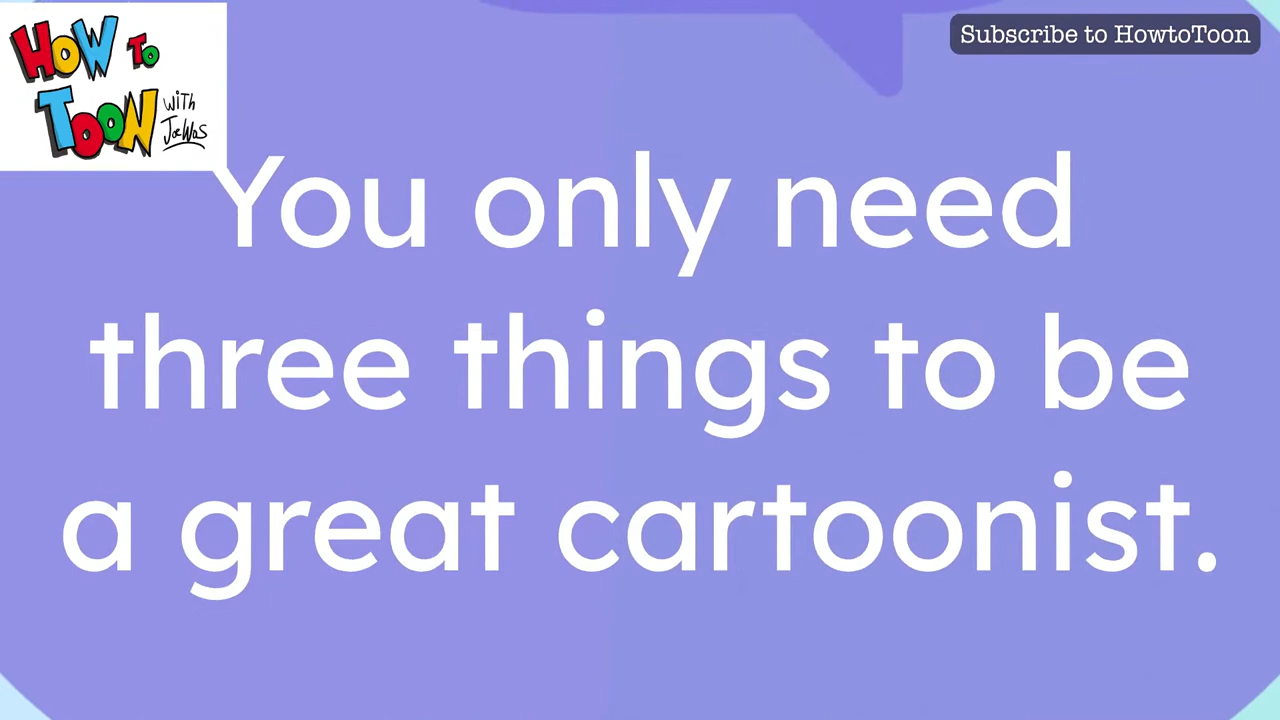 HOW TO
TOON
WITH
JoeWos
Subscribe to HowtoToon
You only need
three things to be
a great cartoonist.